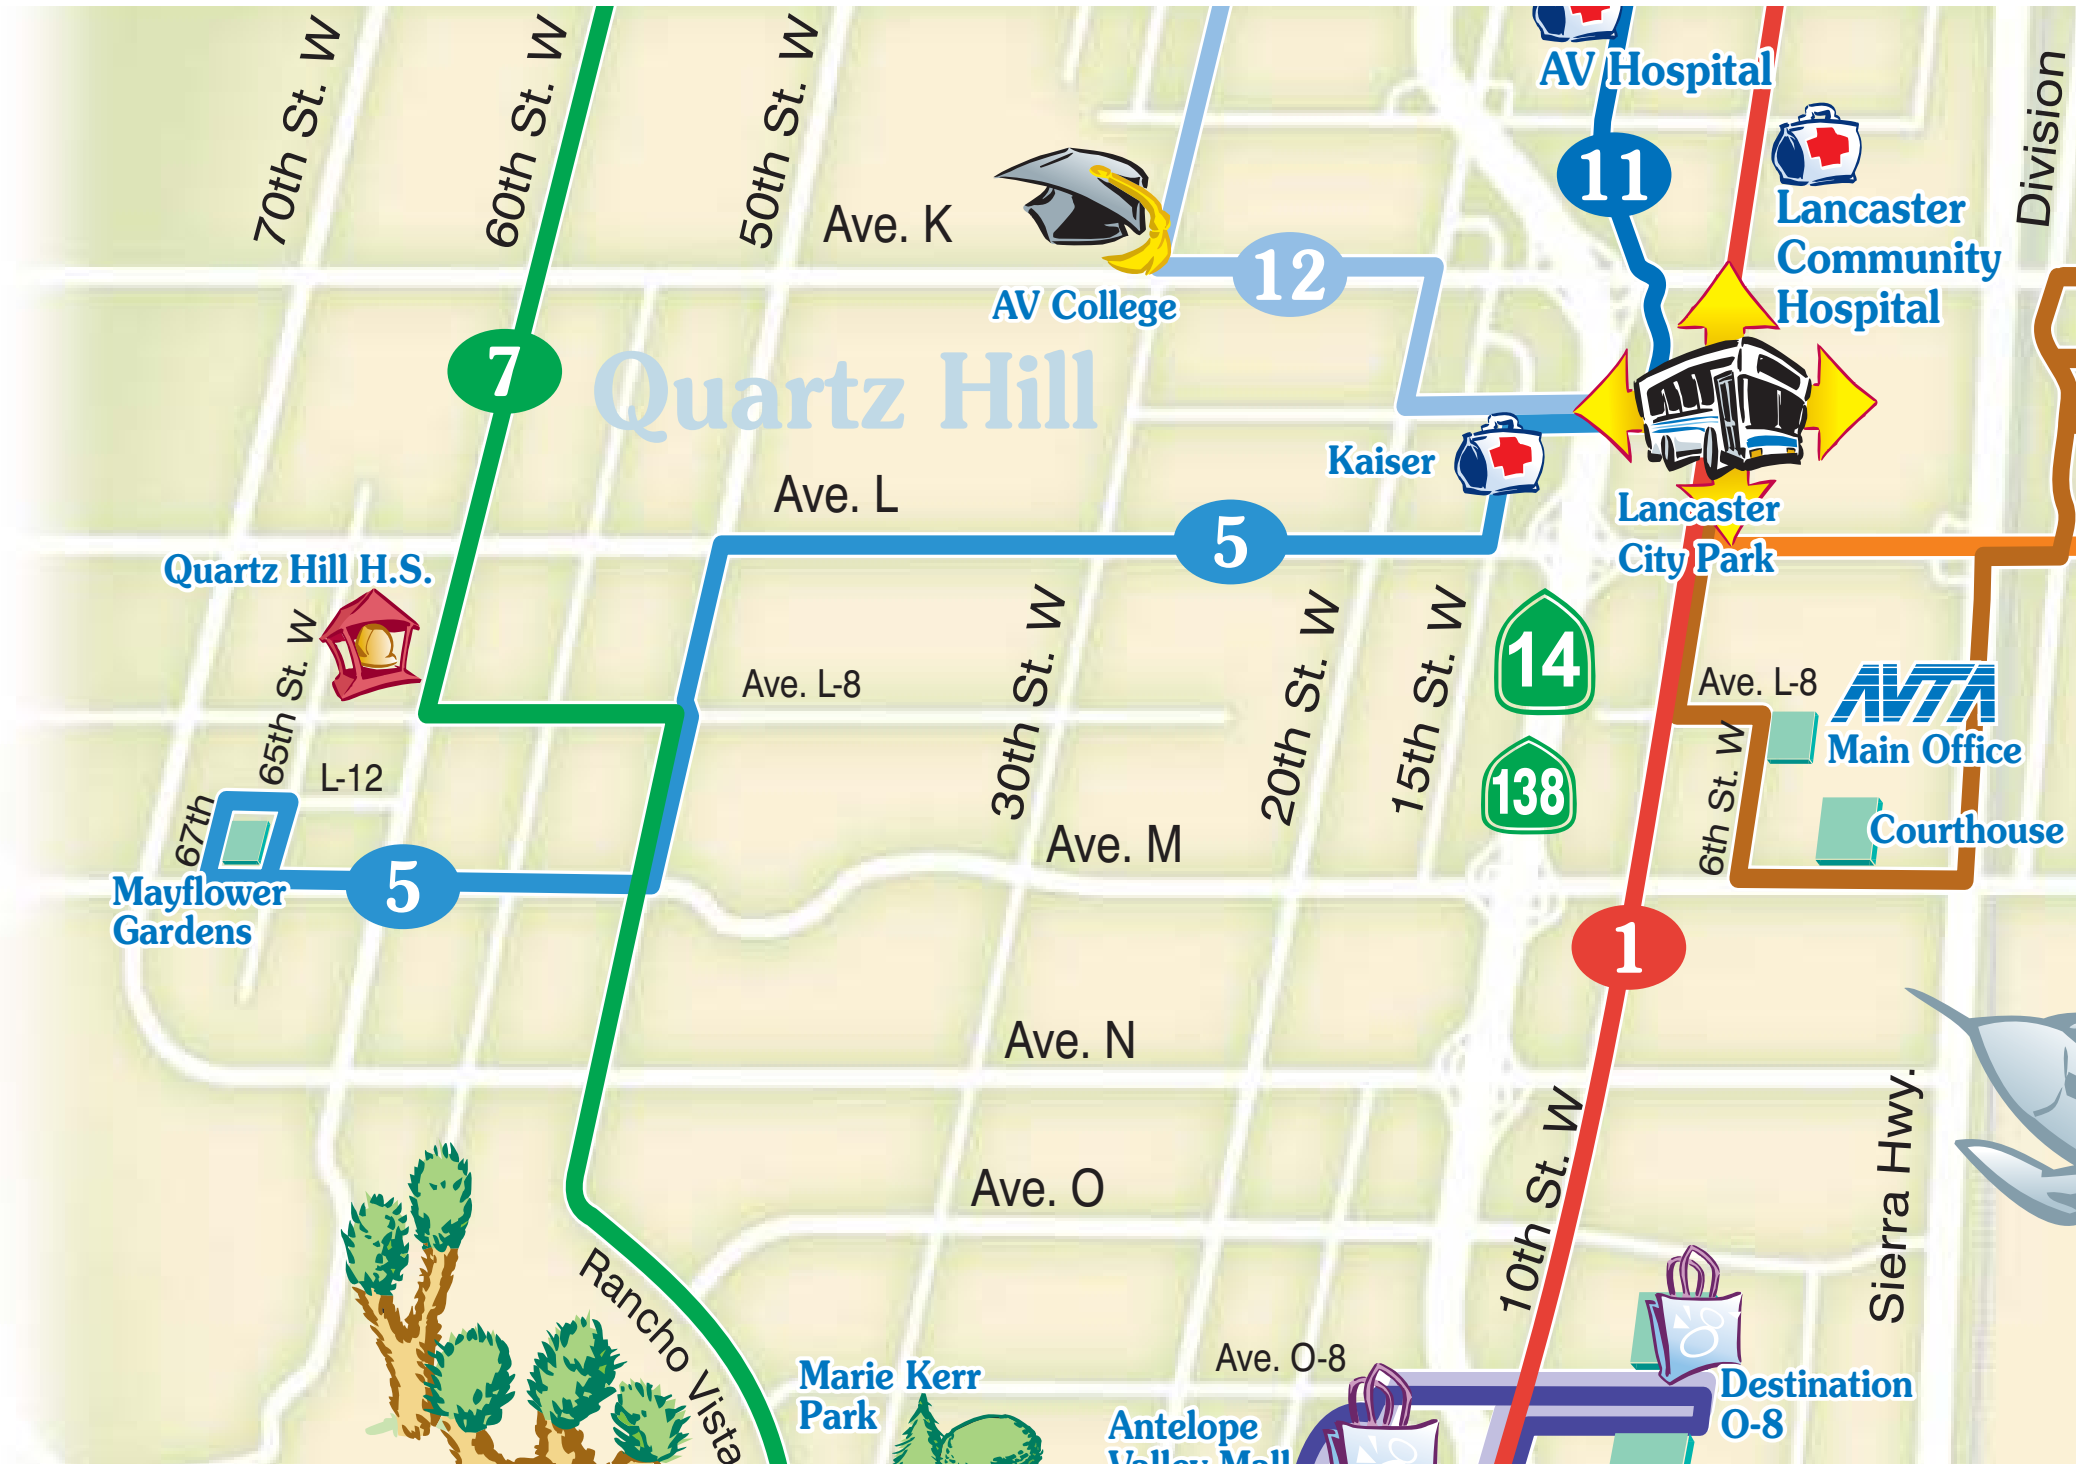 70th St. W
60th St. W
50th St. W
AV Hospital
11
Division
Ave. K
Lancaster
Community
Hospital
12
AV College
7
Quartz Hill
Kaiser
Ave. L
Lancaster
City Park
5
Quartz Hill H.S.
65th St. W
Ave. L-8
30th St. W
20th St. W
15th St. W
14
Ave. L-8
AVTA
Main Office
138
6th St. W
L-12
67th
Ave. M
Courthouse
5
Mayflower
Gardens
1
Ave. N
10th St. W
Sierra Hwy.
Ave. O
Rancho Vista
Ave. O-8
Marie Kerr
Park
Destination
O-8
Antelope
Valley Mall